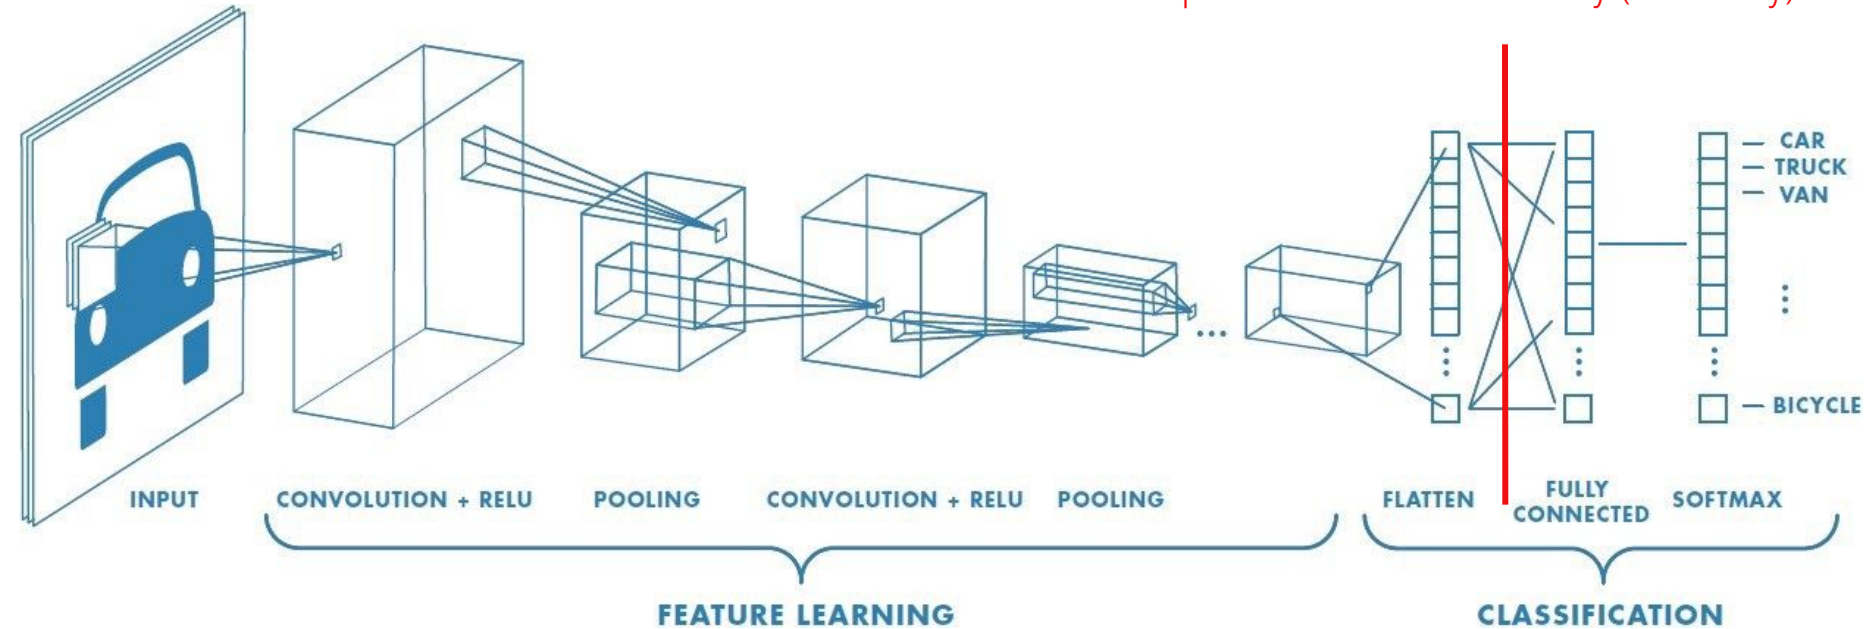 CAR
TRUCK
VAN
BICYCLE
INPUT
CONVOLUTION + RELU
POOLING
CONVOLUTION + RELU
POOLING
FLATTEN
FULLY
CONNECTED
SOFTMAX
FEATURE LEARNING
CLASSIFICATION